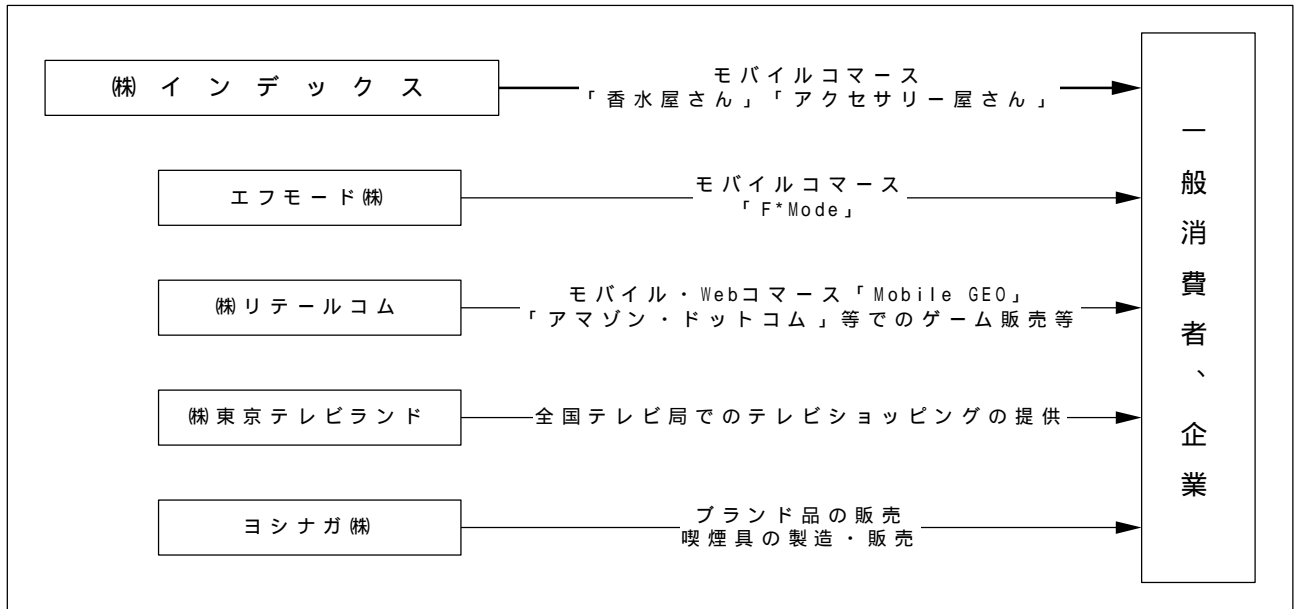 ㈱インデックス
モバイルコマース
「香水屋さん」「アクセサリー屋さん」
エフモード㈱
モバイルコマース
「F*Mode」
㈱リテールコム
モバイル・Webコマース「Mobile GEO」
「アマゾン・ドットコム」等でのゲーム販売等
㈱東京テレビランド
全国テレビ局でのテレビショッピングの提供
ヨシナガ㈱
ブランド品の販売
喫煙具の製造・販売
一般消費者、企業